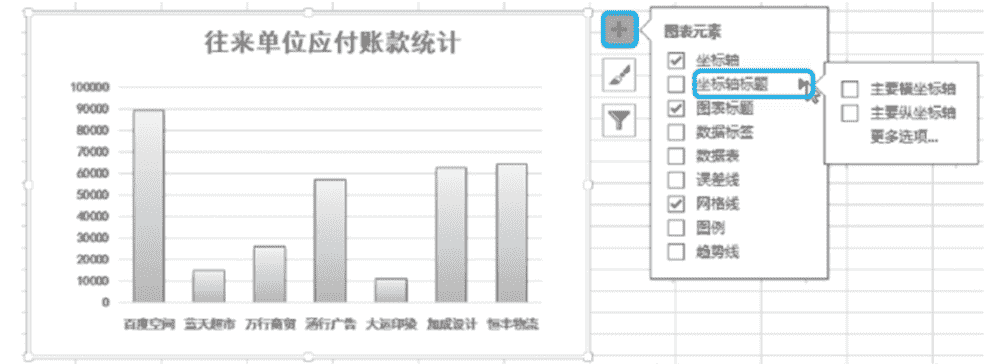 往来单位应付账款统计
100000
90000
80000
70000
60000
50000
40000
30000
20000
10000
0
百度空间 蓝天超市 万行商贸 通行广告 大运印染 加成设计 恒丰物流
图表元素
坐标轴
坐标轴标题
图表标题
数据标签
数据表
误差线
网格线
图例
趋势线
主要横坐标轴
主要纵坐标轴
更多选项...